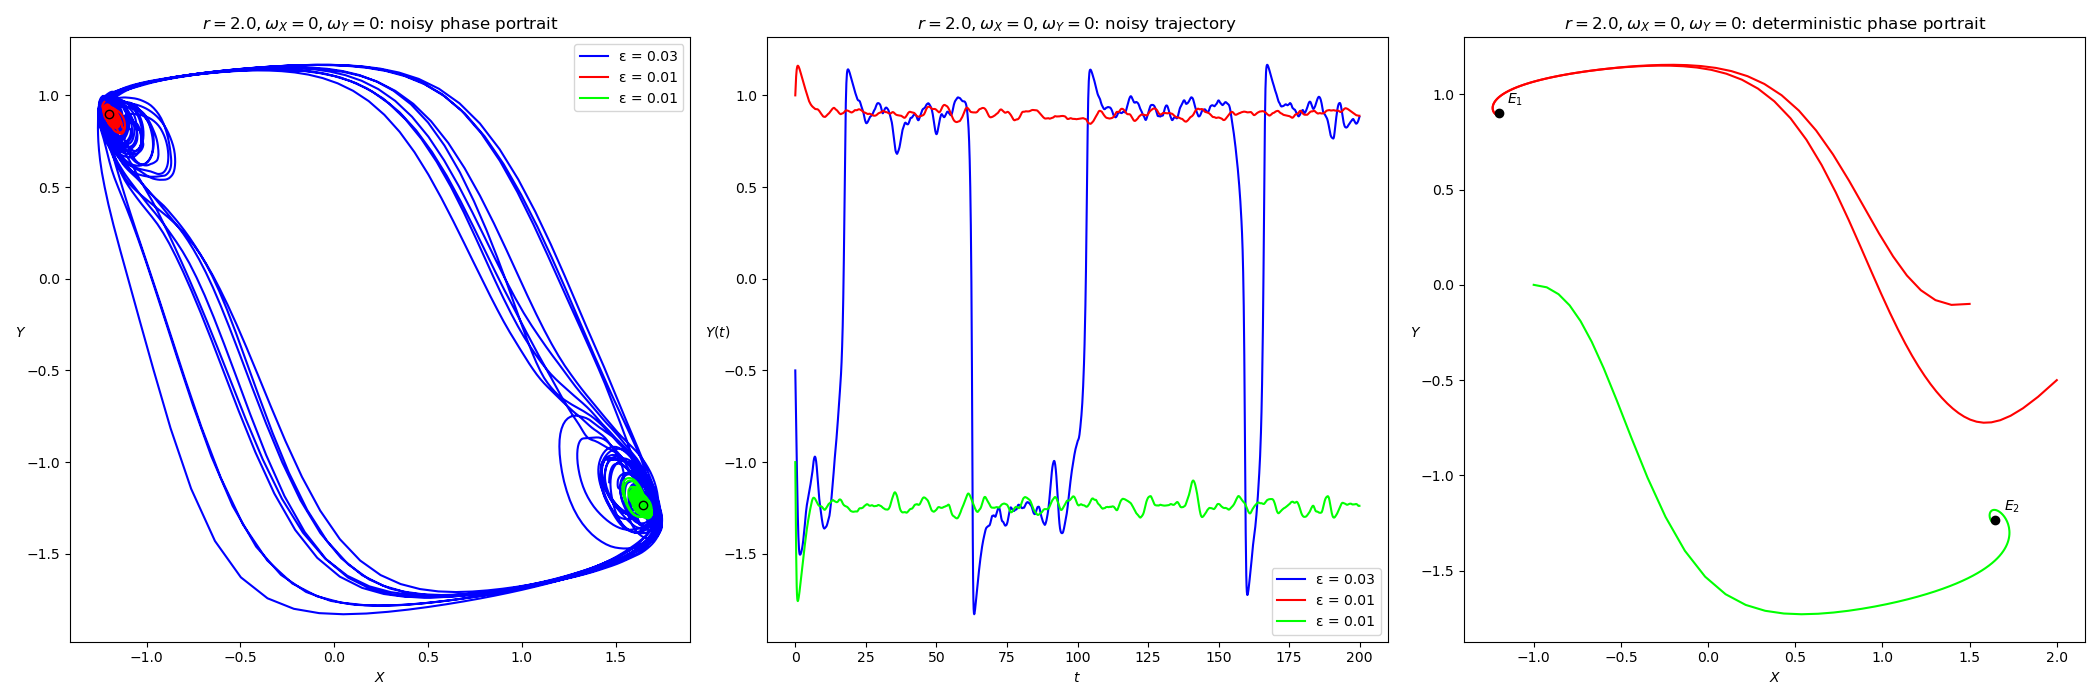 r = 2.0, ω_X = 0, ω_Y = 0: noisy phase portrait
ε = 0.03
ε = 0.01
ε = 0.01
1.0
0.5
0.0
−0.5
−1.0
−1.5
Y
−1.0 −0.5 0.0 0.5 1.0 1.5
X
r = 2.0, ω_X = 0, ω_Y = 0: noisy trajectory
1.0
0.5
0.0
−0.5
−1.0
−1.5
Y(t)
ε = 0.03
ε = 0.01
ε = 0.01
0 25 50 75 100 125 150 175 200
t
r = 2.0, ω_X = 0, ω_Y = 0: deterministic phase portrait
1.0
0.5
0.0
−0.5
−1.0
−1.5
Y
E₁
E₂
−1.0 −0.5 0.0 0.5 1.0 1.5 2.0
X